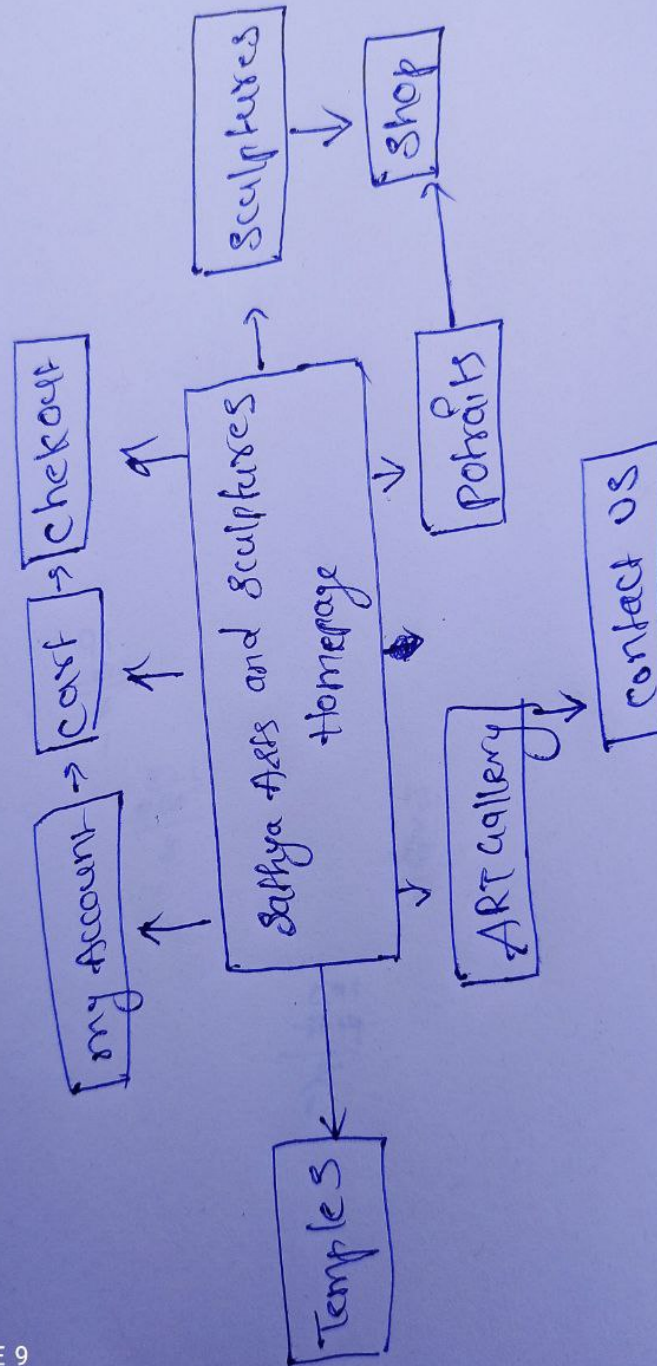 my Account
Cart
Chekout
Sathya Arts and Sculptures
Homepage
Sculptures
Shop
Temples
ART Gallery
Potraits
Contact us
E 9